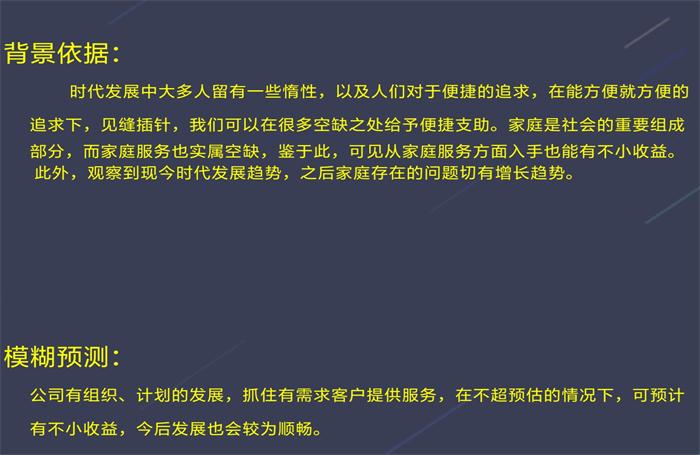 背景依据：
时代发展中大多人留有一些惰性，以及人们对于便捷的追求，在能方便就方便的
追求下，见缝插针，我们可以在很多空缺之处给予便捷支助。家庭是社会的重要组成
部分，而家庭服务也实属空缺，鉴于此，可见从家庭服务方面入手也能有不小收益。
此外，观察到现今时代发展趋势，之后家庭存在的问题切有增长趋势。
模糊预测：
公司有组织、计划的发展，抓住有需求客户提供服务，在不超预估的情况下，可预计
有不小收益，今后发展也会较为顺畅。